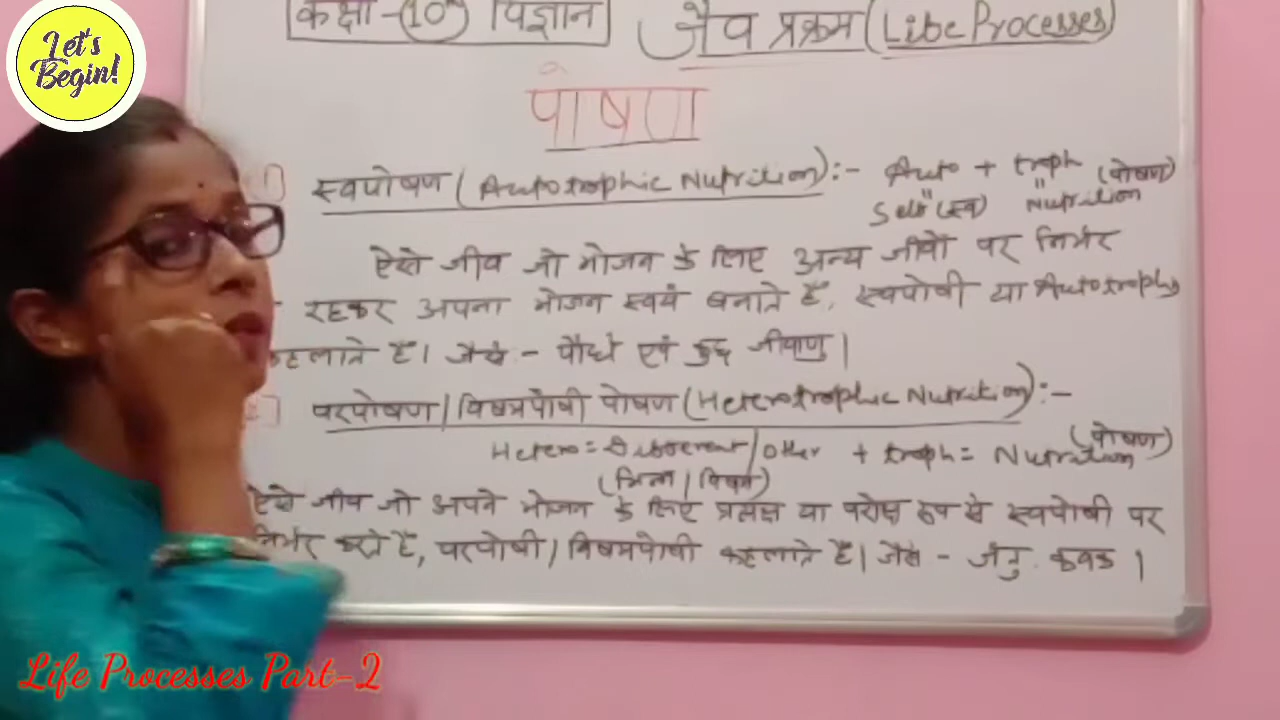 Let's
Begin!
कक्षा-(10th) विज्ञान
जैव प्रक्रम (Life Processes)
पोषण
स्वपोषण (Autotrophic Nutrition) :- Auto + troph (पोषण)
Self (स्व) Nutrition
ऐसे जीव जो भोजन के लिए अन्य जीवों पर निर्भर
रहकर अपना भोजन स्वयं बनाते हैं, स्वपोषी या Autotrophs
कहलाते हैं। जैसे - पौधे एवं कुछ जीवाणु।
परपोषण/विषमपोषी पोषण (Heterotrophic Nutrition) :-
Hetero = Different/Other + troph = Nutrition (पोषण)
(भिन्न/विषम)
ऐसे जीव जो अपने भोजन के लिए प्रत्यक्ष या परोक्ष रूप से स्वपोषी पर
निर्भर करते हैं, परपोषी/विषमपोषी कहलाते हैं। जैसे - जंतु, कवक।
Life Processes Part-2